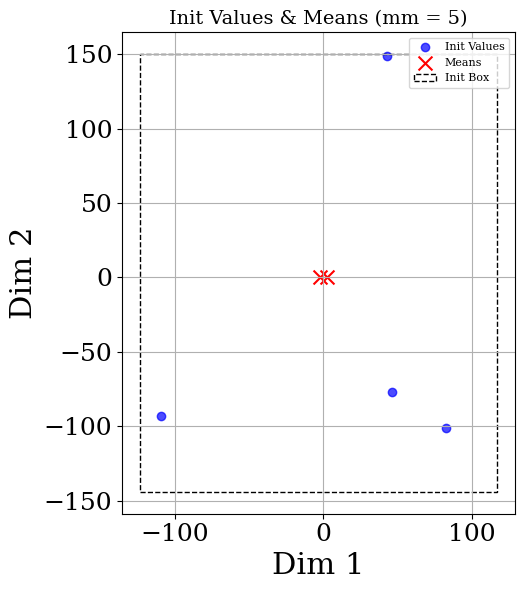 Init Values & Means (mm = 5)
Init Values
Means
Init Box
150
100
50
0
−50
−100
−150
Dim 2
−100
0
100
Dim 1